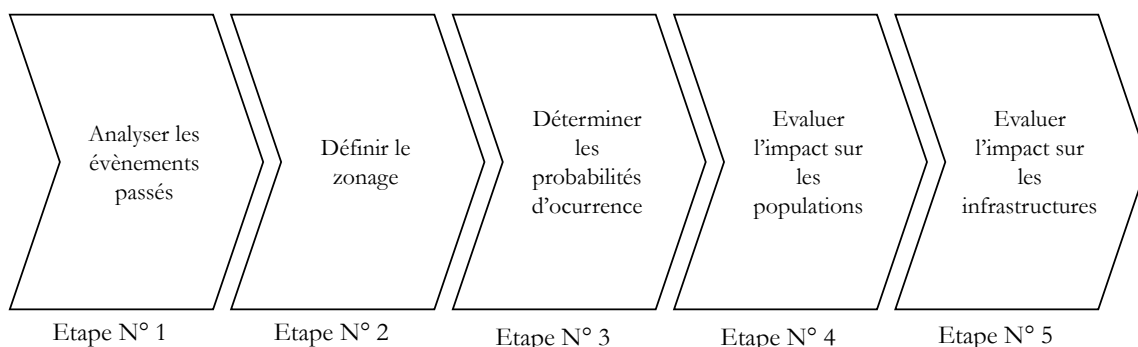 Analyser les
évènements
passés
Définir le
zonage
Déterminer
les
probabilités
d’ocurrence
Evaluer
l’impact sur
les
populations
Evaluer
l’impact sur
les
infrastructures
Etape N° 1
Etape N° 2
Etape N° 3
Etape N° 4
Etape N° 5